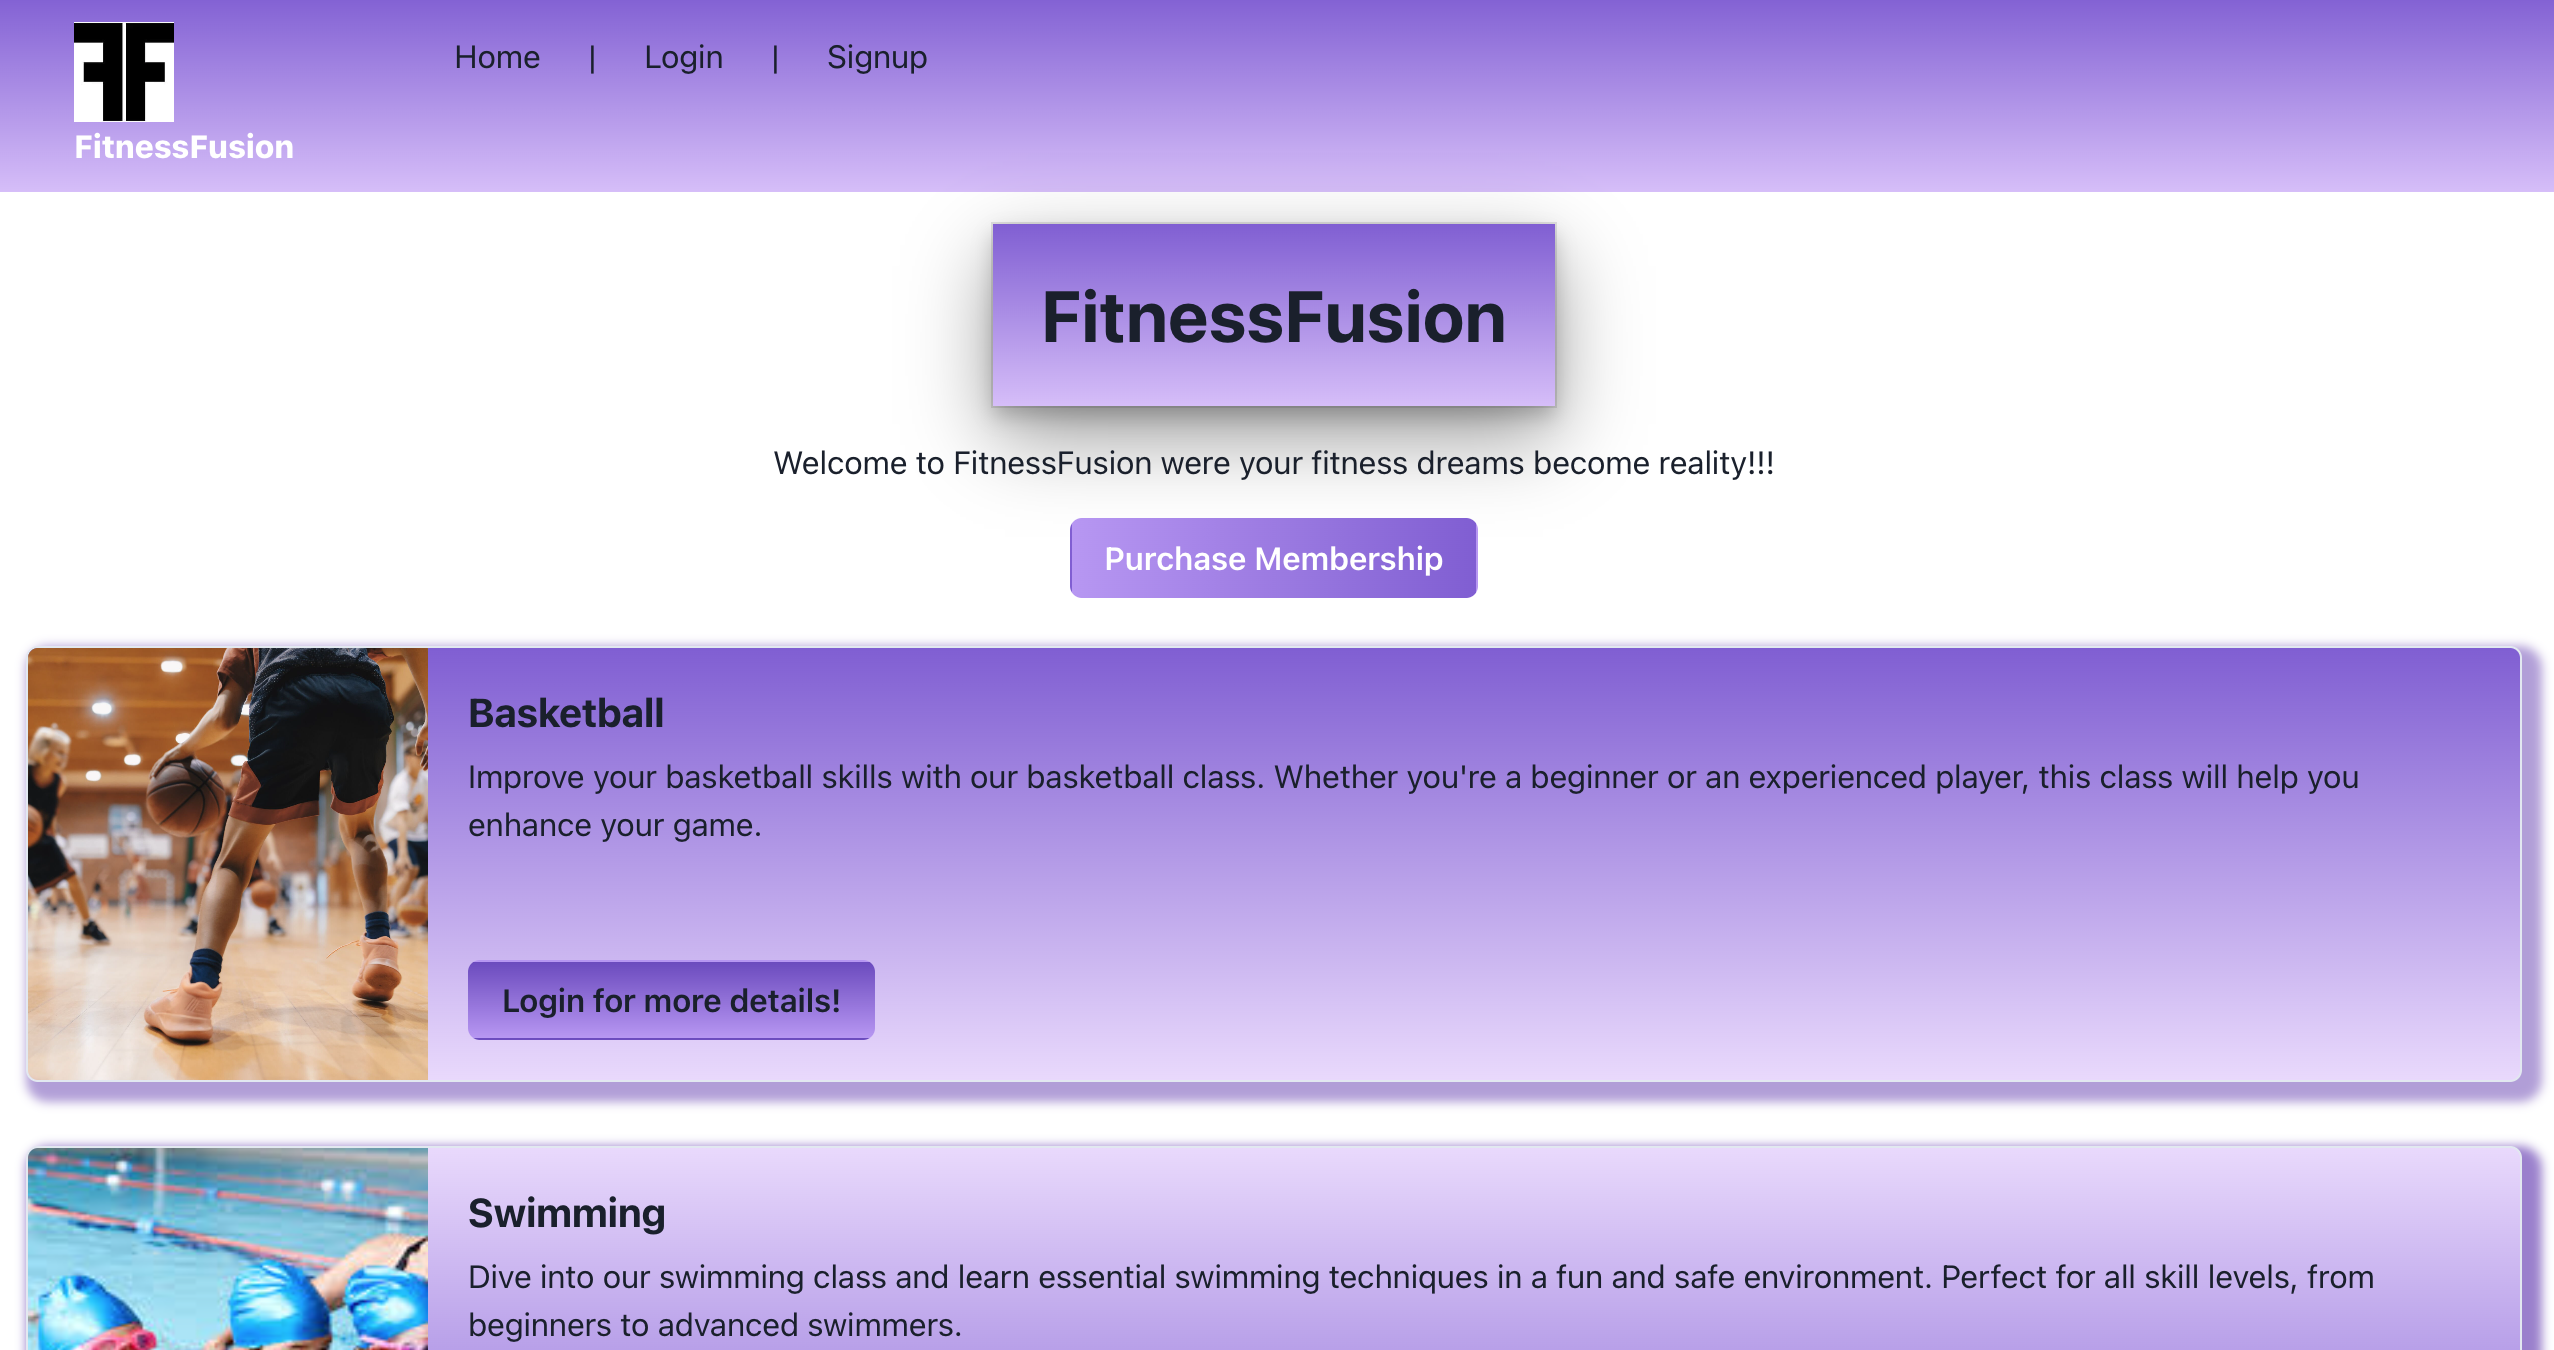 FF
FitnessFusion
Home | Login | Signup
FitnessFusion
Welcome to FitnessFusion were your fitness dreams become reality!!!
Purchase Membership
Basketball
Improve your basketball skills with our basketball class. Whether you're a beginner or an experienced player, this class will help you
enhance your game.
Login for more details!
Swimming
Dive into our swimming class and learn essential swimming techniques in a fun and safe environment. Perfect for all skill levels, from
beginners to advanced swimmers.